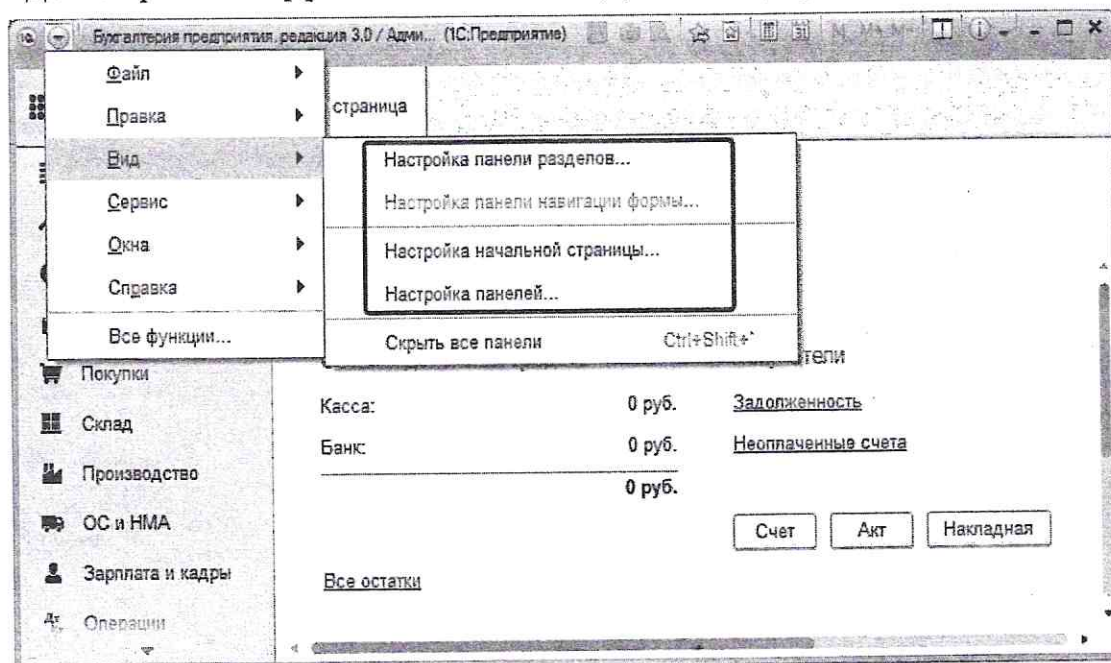 Бухгалтерия предприятия, редакция 3.0 / Адми... (1С:Предприятие)
Файл
Правка
Вид
Сервис
Окна
Справка
Все функции...
страница
Настройка панели разделов...
Настройка панели навигации формы...
Настройка начальной страницы...
Настройка панелей...
Скрыть все панели Ctrl+Shift+`
Покупки
Склад
Производство
ОС и НМА
Зарплата и кадры
Операции
Касса: 0 руб.
Банк: 0 руб.
0 руб.
Все остатки
тели
Задолженность
Неоплаченные счета
Счет Акт Накладная